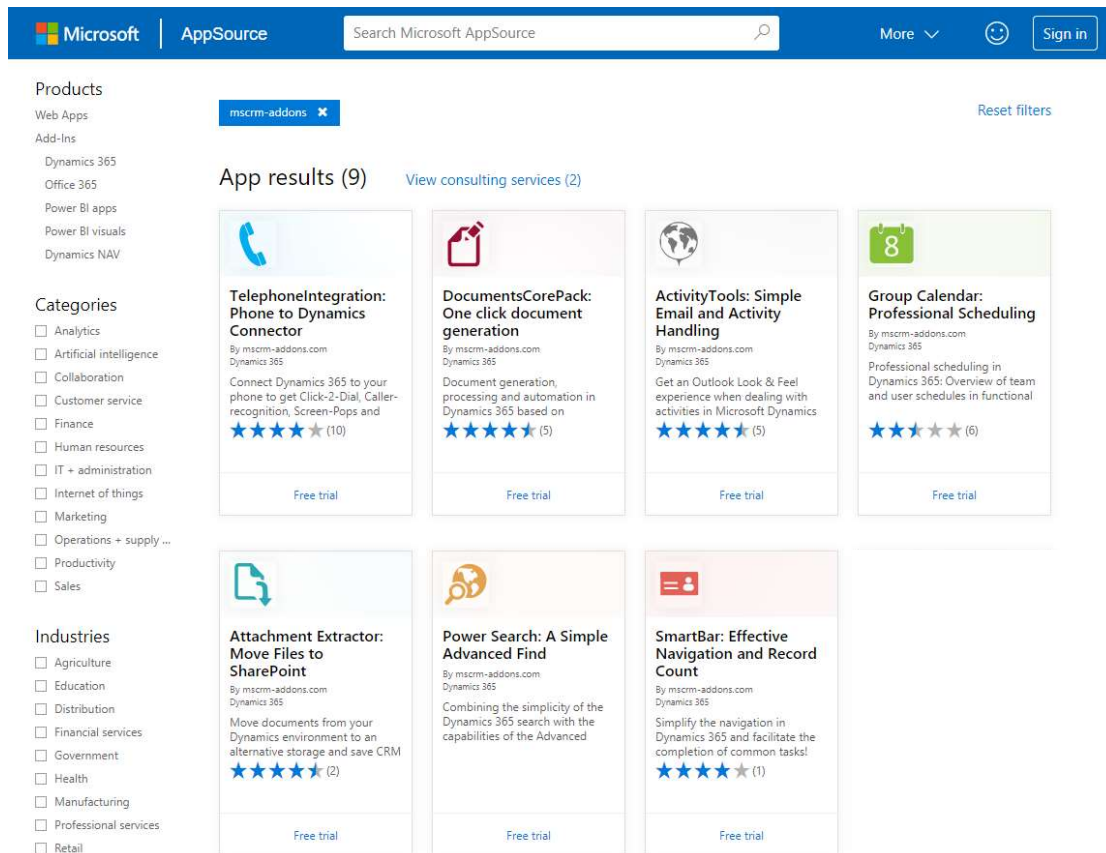 Microsoft
AppSource
Search Microsoft AppSource
More
Sign in
Products
Web Apps
Add-Ins
Dynamics 365
Office 365
Power BI apps
Power BI visuals
Dynamics NAV
Categories
Analytics
Artificial intelligence
Collaboration
Customer service
Finance
Human resources
IT + administration
Internet of things
Marketing
Operations + supply ...
Productivity
Sales
Industries
Agriculture
Education
Distribution
Financial services
Government
Health
Manufacturing
Professional services
Retail
mscrm-addons
Reset filters
App results (9)
View consulting services (2)
TelephoneIntegration:
Phone to Dynamics
Connector
By mscrm-addons.com
Dynamics 365
Connect Dynamics 365 to your
phone to get Click-2-Dial, Caller-
recognition, Screen-Pops and
(10)
Free trial
DocumentsCorePack:
One click document
generation
By mscrm-addons.com
Dynamics 365
Document generation,
processing and automation in
Dynamics 365 based on
(5)
Free trial
ActivityTools: Simple
Email and Activity
Handling
By mscrm-addons.com
Dynamics 365
Get an Outlook Look & Feel
experience when dealing with
activities in Microsoft Dynamics
(5)
Free trial
8
Group Calendar:
Professional Scheduling
By mscrm-addons.com
Dynamics 365
Professional scheduling in
Dynamics 365: Overview of team
and user schedules in functional
(6)
Free trial
Attachment Extractor:
Move Files to
SharePoint
By mscrm-addons.com
Dynamics 365
Move documents from your
Dynamics environment to an
alternative storage and save CRM
(2)
Free trial
Power Search: A Simple
Advanced Find
By mscrm-addons.com
Dynamics 365
Combining the simplicity of the
Dynamics 365 search with the
capabilities of the Advanced
Free trial
SmartBar: Effective
Navigation and Record
Count
By mscrm-addons.com
Dynamics 365
Simplify the navigation in
Dynamics 365 and facilitate the
completion of common tasks!
(1)
Free trial